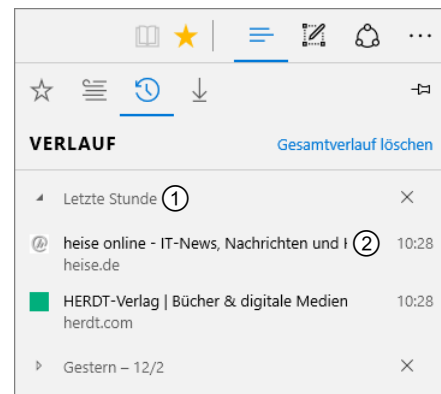 VERLAUF Gesamtverlauf löschen
Letzte Stunde 1
heise online - IT-News, Nachrichten und 2 10:28
heise.de
HERDT-Verlag | Bücher & digitale Medien 10:28
herdt.com
Gestern – 12/2